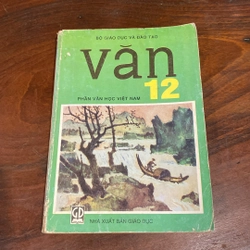 BỘ GIÁO DỤC VÀ ĐÀO TẠO
Văn
12
PHẦN VĂN HỌC VIỆT NAM
NHÀ XUẤT BẢN GIÁO DỤC